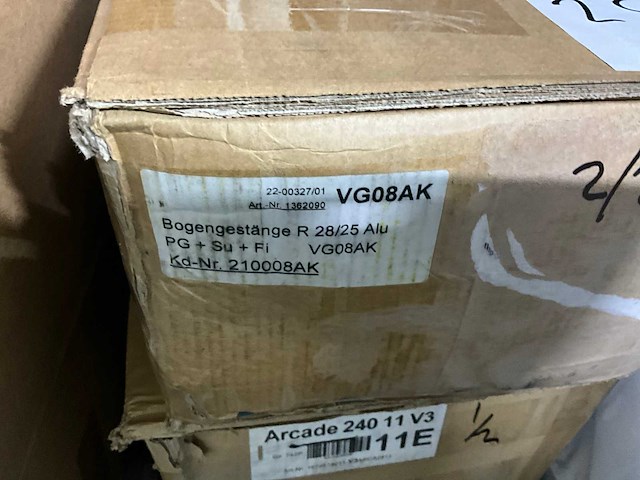 22-00327/01 VG08AK
Art.-Nr. 1362090
Bogengestänge R 28/25 Alu
PG + Su + Fi VG08AK
Kd-Nr. 210008AK
Arcade 240 11 V3
11E
1/2